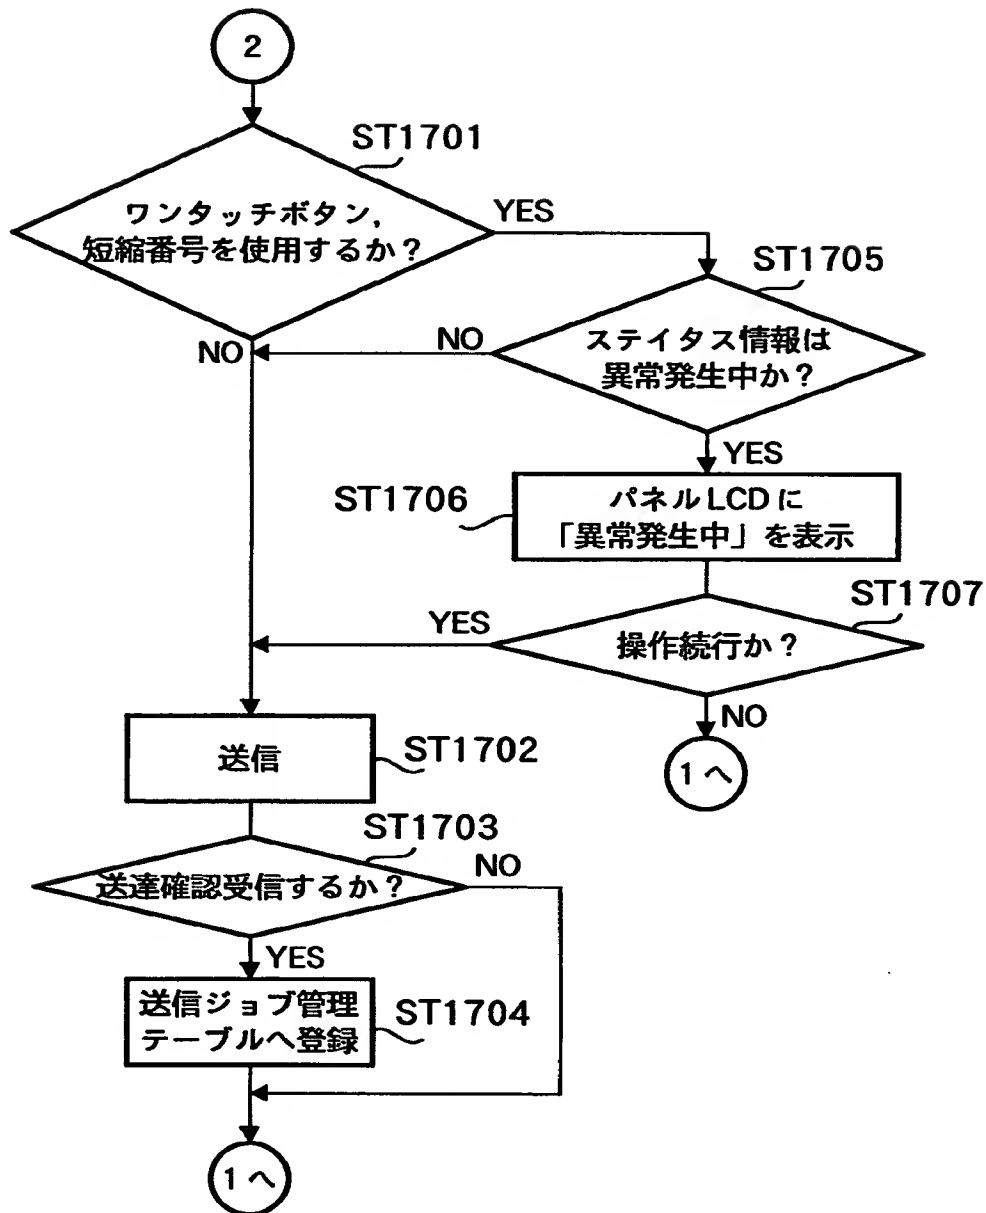 2
ST1701
ワンタッチボタン,
短縮番号を使用するか？
YES
ST1705
NO
NO
ステイタス情報は
異常発生中か？
YES
ST1706
パネルLCDに
「異常発生中」を表示
ST1707
YES
操作続行か？
NO
送信
ST1702
1へ
ST1703
NO
送達確認受信するか？
YES
送信ジョブ管理
テーブルへ登録
ST1704
1へ